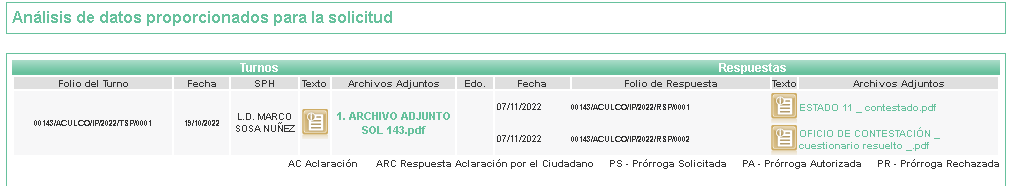 Análisis de datos proporcionados para la solicitud
Turnos Respuestas
Folio del Turno Fecha SPH Texto Archivos Adjuntos Edo. Fecha Folio de Respuesta Texto Archivos Adjuntos
00143/ACULCO/IP/2022/TSP/0001 19/10/2022 L.D. MARCO SOSA NUÑEZ 1. ARCHIVO ADJUNTO SOL 143.pdf
07/11/2022 00143/ACULCO/IP/2022/RSP/0001 ESTADO 11 _ contestado.pdf
07/11/2022 00143/ACULCO/IP/2022/RSP/0002 OFICIO DE CONTESTACIÓN _
cuestionario resuelto _.pdf
AC Aclaración ARC Respuesta Aclaración por el Ciudadano PS - Prórroga Solicitada PA - Prórroga Autorizada PR - Prórroga Rechazada